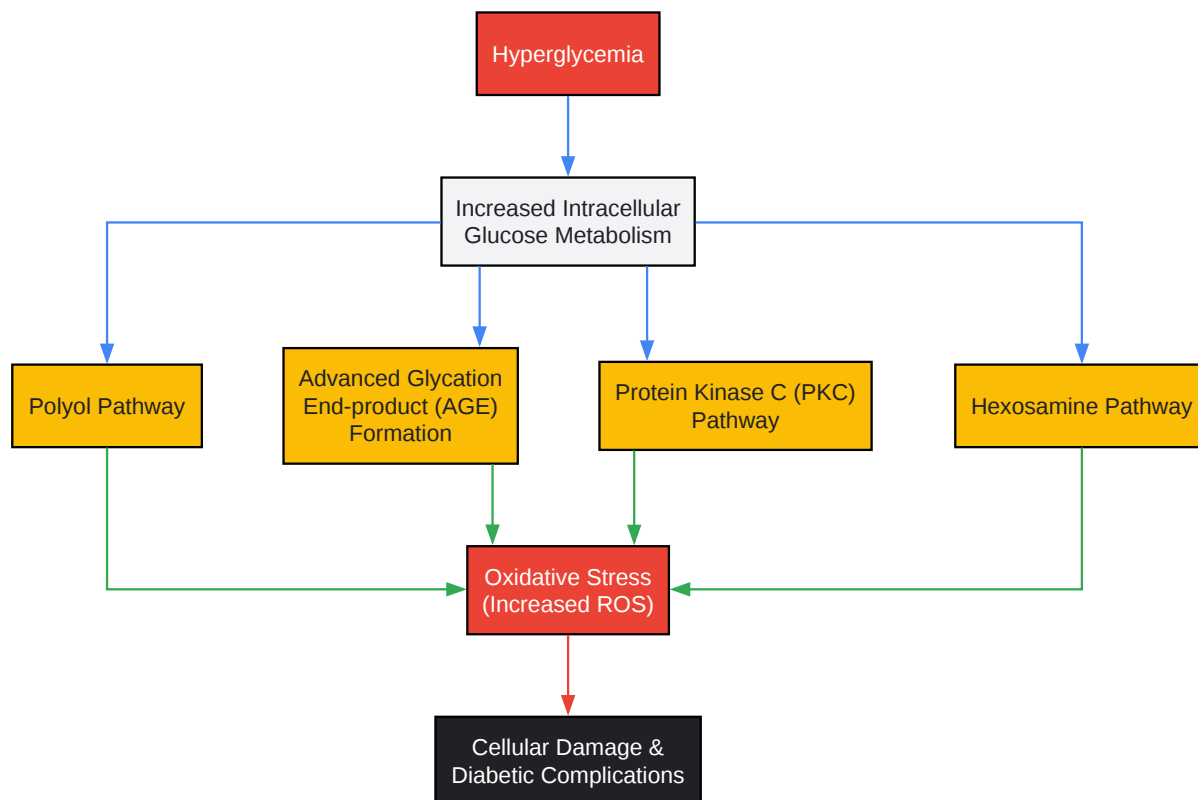 Hyperglycemia
Increased Intracellular
Glucose Metabolism
Polyol Pathway
Advanced Glycation
End-product (AGE)
Formation
Protein Kinase C (PKC)
Pathway
Hexosamine Pathway
Oxidative Stress
(Increased ROS)
Cellular Damage &
Diabetic Complications